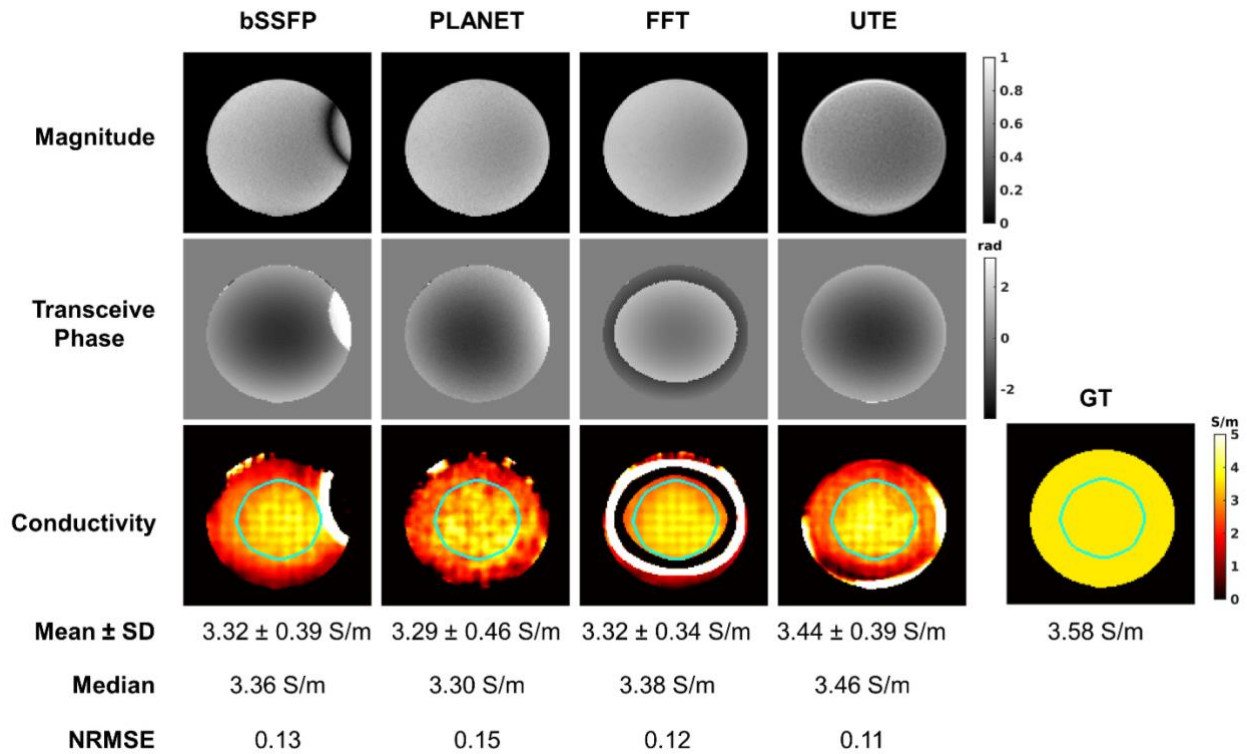 bSSFP PLANET FFT UTE
Magnitude
1
0.8
0.6
0.4
0.2
0
Transceive
Phase
rad
2
0
-2
GT
Conductivity
S/m
5
4
3
2
1
0
Mean ± SD 3.32 ± 0.39 S/m 3.29 ± 0.46 S/m 3.32 ± 0.34 S/m 3.44 ± 0.39 S/m 3.58 S/m
Median 3.36 S/m 3.30 S/m 3.38 S/m 3.46 S/m
NRMSE 0.13 0.15 0.12 0.11